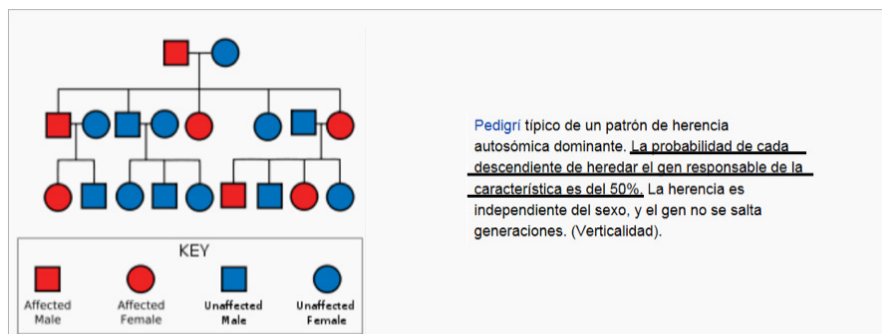 Pedigrí típico de un patrón de herencia
autosómica dominante. La probabilidad de cada
descendiente de heredar el gen responsable de la
característica es del 50%. La herencia es
independiente del sexo, y el gen no se salta
generaciones. (Verticalidad).
KEY
Affected Male
Affected Female
Unaffected Male
Unaffected Female